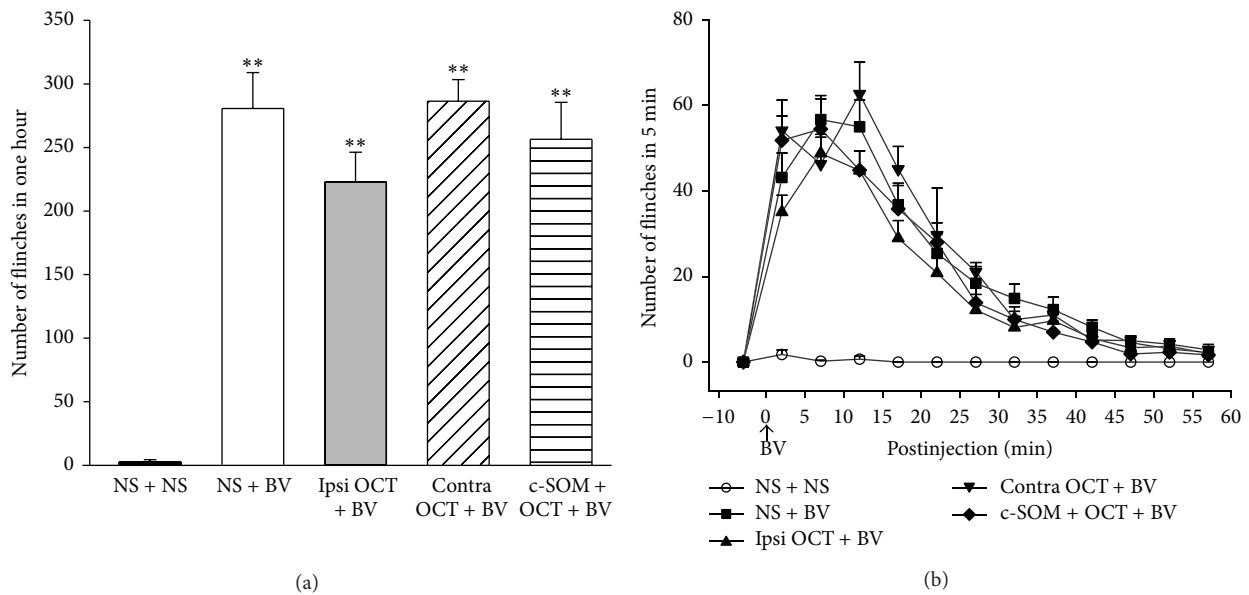 Number of flinches in one hour
350
300
250
200
150
100
50
0
**
**
**
**
NS + NS
NS + BV
Ipsi OCT
+ BV
Contra
OCT + BV
c-SOM +
OCT + BV
(a)
Number of flinches in 5 min
80
60
40
20
0
−10 0 5 10 15 20 25 30 35 40 45 50 55 60
BV
Postinjection (min)
NS + NS
NS + BV
Ipsi OCT + BV
Contra OCT + BV
c-SOM + OCT + BV
(b)